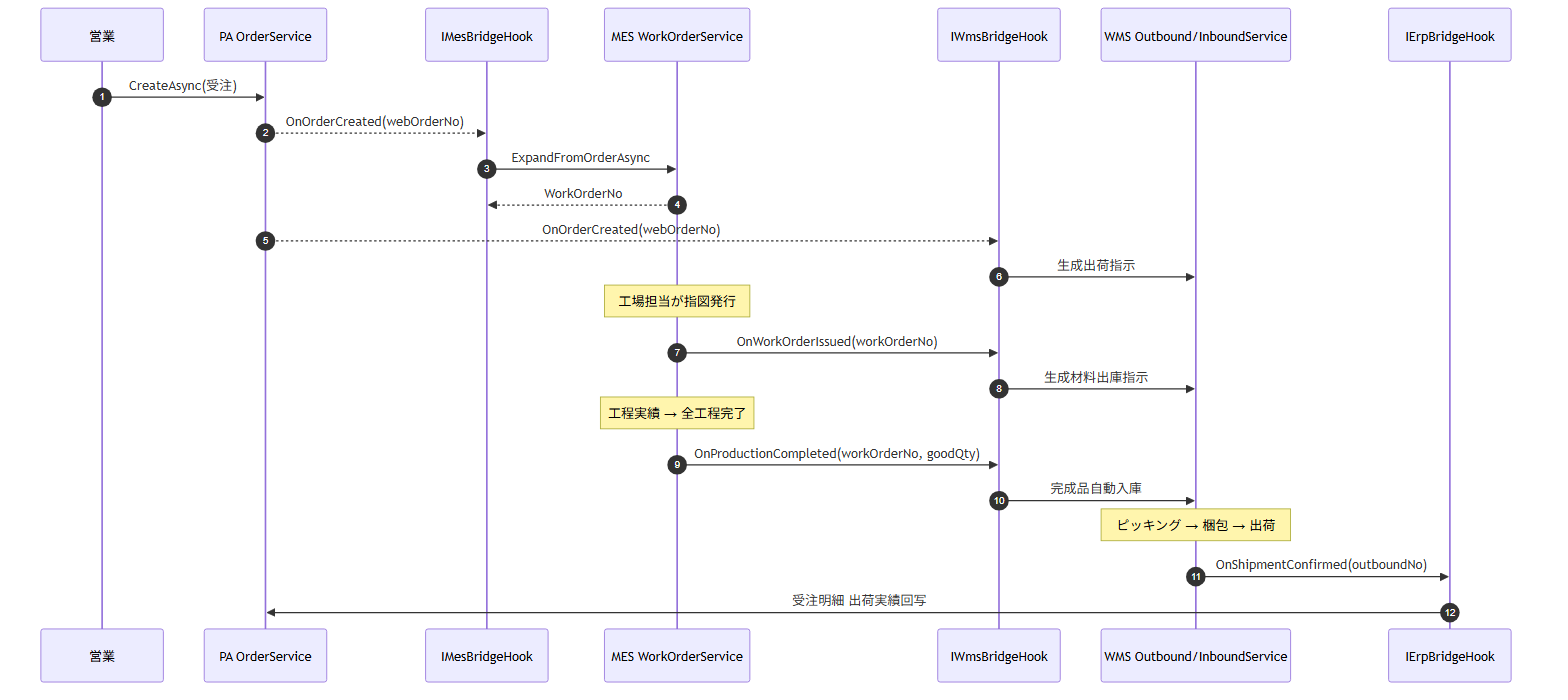 営業
PA OrderService
IMesBridgeHook
MES WorkOrderService
IWmsBridgeHook
WMS Outbound/InboundService
IErpBridgeHook
1
CreateAsync(受注)
2
OnOrderCreated(webOrderNo)
3
ExpandFromOrderAsync
WorkOrderNo
4
5
OnOrderCreated(webOrderNo)
6
生成出荷指示
工場担当が指図発行
7
OnWorkOrderIssued(workOrderNo)
8
生成材料出庫指示
工程実績 → 全工程完了
9
OnProductionCompleted(workOrderNo, goodQty)
10
完成品自動入庫
ピッキング → 梱包 → 出荷
11
OnShipmentConfirmed(outboundNo)
受注明細 出荷実績回写
12
営業
PA OrderService
IMesBridgeHook
MES WorkOrderService
IWmsBridgeHook
WMS Outbound/InboundService
IErpBridgeHook